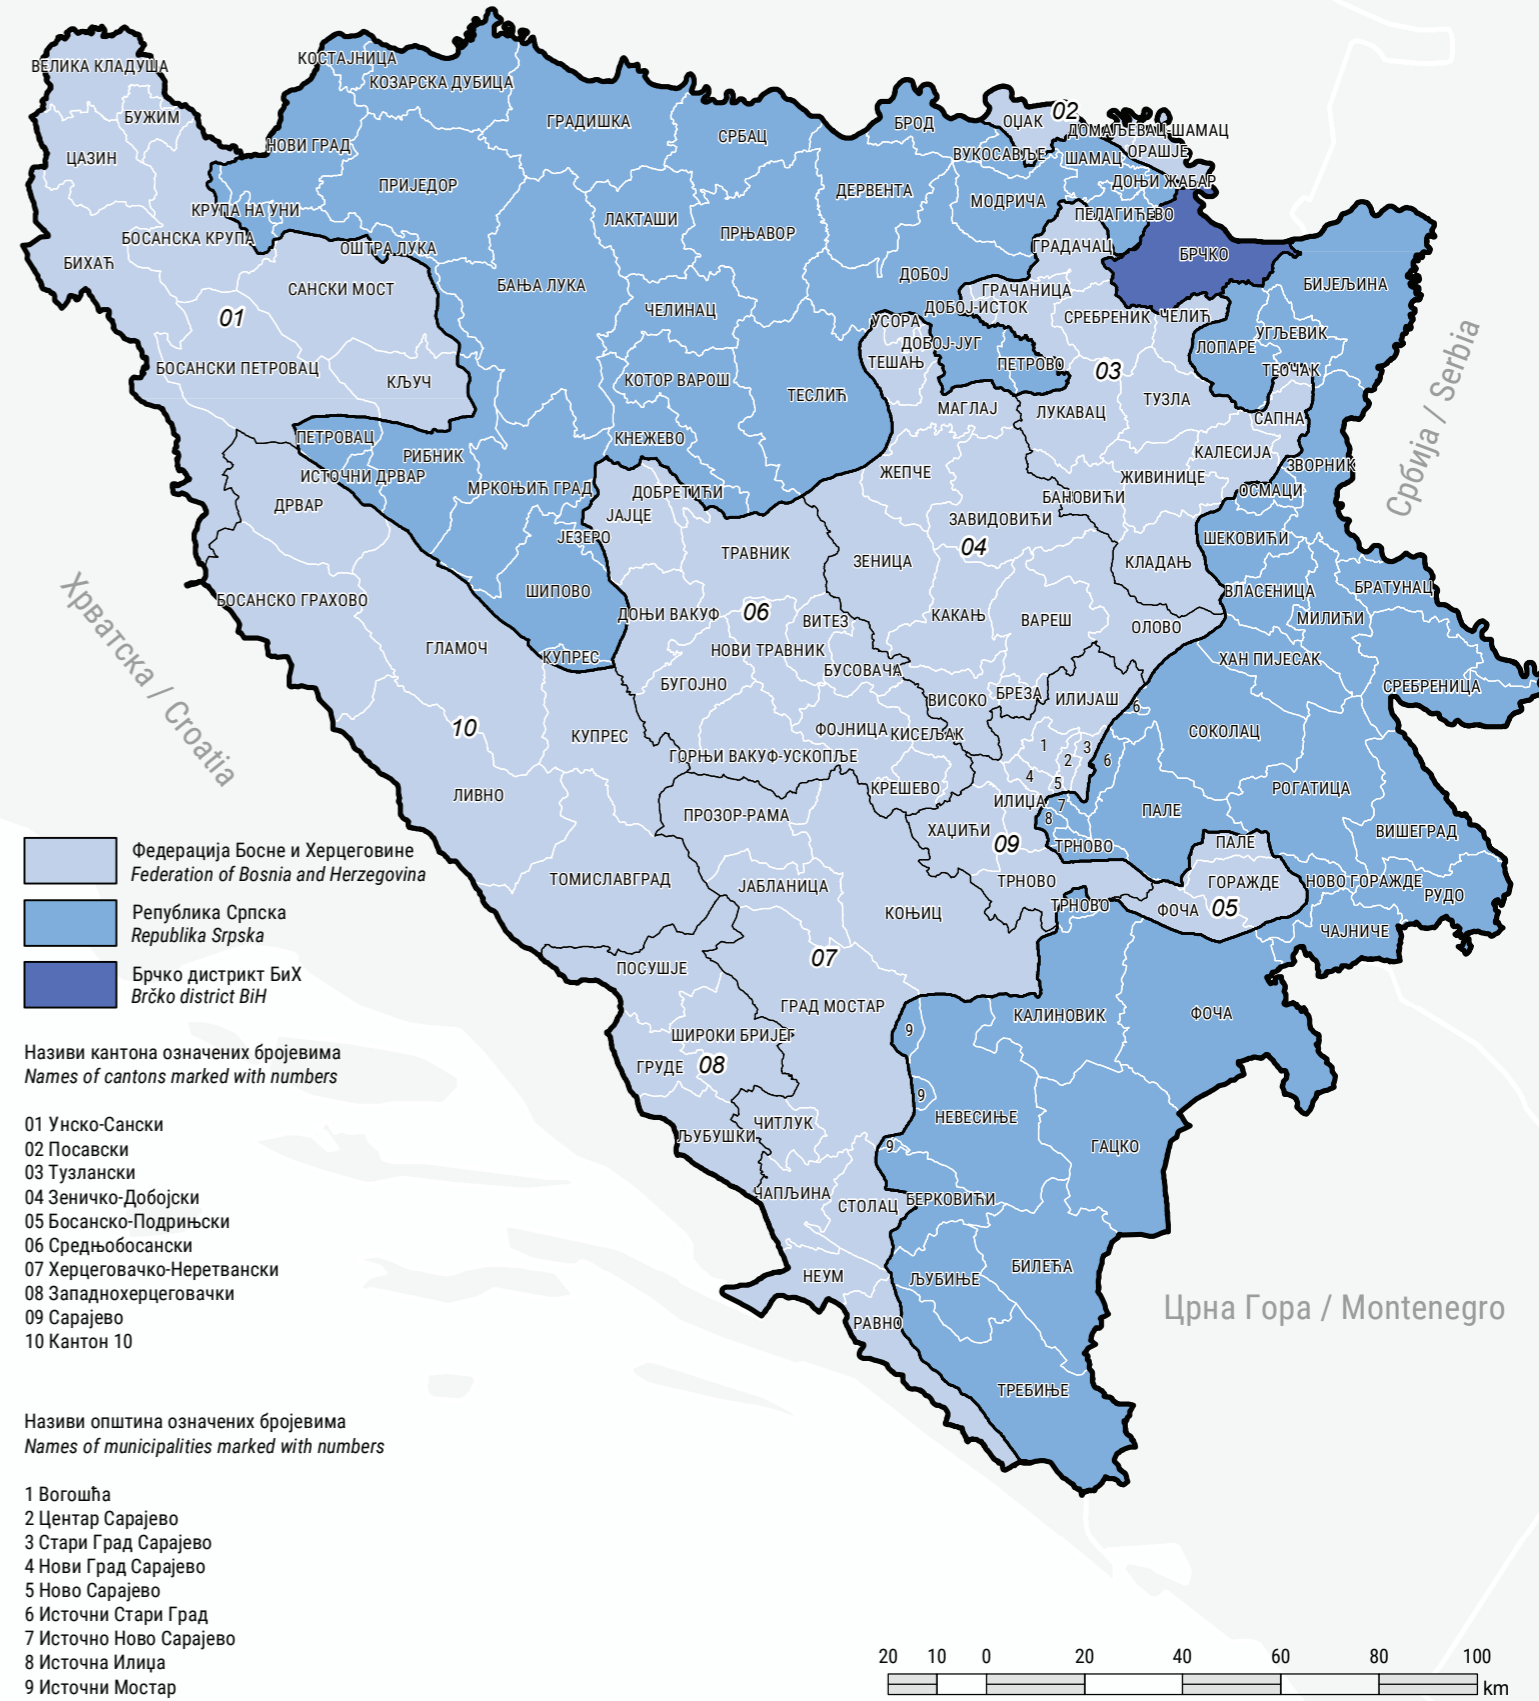 ВЕЛИКА КЛАДУША
БУЖИМ
ЦАЗИН
БИХАЋ
КОСТАЈНИЦА
КОЗАРСКА ДУБИЦА
НОВИ ГРАД
ПРИЈЕДОР
ГРАДИШКА
СРБАЦ
БРОД
ОЏАК
02
ДОМАЉЕВАЦ-ШАМАЦ
ОРАШЈЕ
ВУКОСАВЉЕ
ШАМАЦ
ДОЊИ ЖАБАР
КРУПА НА УНИ
БОСАНСКА КРУПА
ОШТРА ЛУКА
ЛАКТАШИ
ПРЊАВОР
ДЕРВЕНТА
МОДРИЧА
ПЕЛАГИЋЕВО
ГРАДАЧАЦ
БРЧКО
БИЈЕЉИНА
САНСКИ МОСТ
01
БАЊА ЛУКА
ЧЕЛИНАЦ
ДОБОЈ
ГРАЧАНИЦА
ДОБОЈ-ИСТОК
СРЕБРЕНИК
ЧЕЛИЋ
УГЉЕВИК
ЛОПАРЕ
ТЕОЧАК
УСОРА
ДОБОЈ-ЈУГ
ТЕШАЊ
ПЕТРОВО
03
БОСАНСКИ ПЕТРОВАЦ
КЉУЧ
КОТОР ВАРОШ
ТЕСЛИЋ
МАГЛАЈ
ЛУКАВАЦ
ТУЗЛА
САПНА
ПЕТРОВАЦ
РИБНИК
КНЕЖЕВО
ЖЕПЧЕ
КАЛЕСИЈА
ЗВОРНИК
ИСТОЧНИ ДРВАР
МРКОЊИЋ ГРАД
ДОБРЕТИЋИ
ЖИВИНИЦЕ
БАНОВИЋИ
ОСМАЦИ
ДРВАР
ЈАЈЦЕ
ЗАВИДОВИЋИ
ЈЕЗЕРО
ТРАВНИК
ЗЕНИЦА
04
КЛАДАЊ
ШЕКОВИЋИ
БОСАНСКО ГРАХОВО
ШИПОВО
ДОЊИ ВАКУФ
06
ВИТЕЗ
КАКАЊ
ВАРЕШ
ОЛОВО
ВЛАСЕНИЦА
БРАТУНАЦ
МИЛИЋИ
ГЛАМОЧ
КУПРЕС
НОВИ ТРАВНИК
БУСОВАЧА
ХАН ПИЈЕСАК
БУГОЈНО
ВИСОКО
БРЕЗА
ИЛИЈАШ
6
СРЕБРЕНИЦА
10
КУПРЕС
ФОЈНИЦА
КИСЕЉАК
СОКОЛАЦ
1
3
2
6
ГОРЊИ ВАКУФ-УСКОПЉЕ
4
5
ЛИВНО
КРЕШЕВО
ИЛИЏА
7
8
ПАЛЕ
РОГАТИЦА
ПРОЗОР-РАМА
ХАЏИЋИ
09
ТРНОВО
ВИШЕГРАД
ПАЛЕ
ТОМИСЛАВГРАД
ЈАБЛАНИЦА
КОЊИЦ
ТРНОВО
ТРНОВО
ГОРАЖДЕ
ФОЧА
05
НОВО ГОРАЖДЕ
РУДО
ЧАЈНИЧЕ
ПОСУШЈЕ
07
ГРАД МОСТАР
КАЛИНОВИК
ФОЧА
ШИРОКИ БРИЈЕГ
9
ГРУДЕ
08
9
НЕВЕСИЊЕ
ЧИТЛУК
ЉУБУШКИ
9
ГАЦКО
ЧАПЉИНА
СТОЛАЦ
БЕРКОВИЋИ
НЕУМ
ЉУБИЊЕ
БИЛЕЋА
РАВНО
ТРЕБИЊЕ
Хрватска / Croatia
Србија / Serbia
Црна Гора / Montenegro
Федерација Босне и Херцеговине
Federation of Bosnia and Herzegovina
Република Српска
Republika Srpska
Брчко дистрикт БиХ
Brčko district BiH
Називи кантона означених бројевима
Names of cantons marked with numbers
01 Унско-Сански
02 Посавски
03 Тузлански
04 Зеничко-Добојски
05 Босанско-Подрињски
06 Средњобосански
07 Херцеговачко-Неретвански
08 Западнохерцеговачки
09 Сарајево
10 Кантон 10
Називи општина означених бројевима
Names of municipalities marked with numbers
1 Вогошћа
2 Центар Сарајево
3 Стари Град Сарајево
4 Нови Град Сарајево
5 Ново Сарајево
6 Источни Стари Град
7 Источно Ново Сарајево
8 Источна Илиџа
9 Источни Мостар
20 10 0 20 40 60 80 100
km